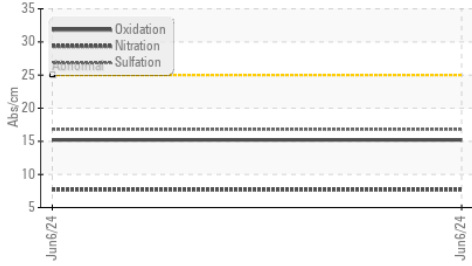 35
30
25
20
15
10
5
Abs/cm
Oxidation
Nitration
Sulfation
Abnormal
Jun6/24
Jun6/24